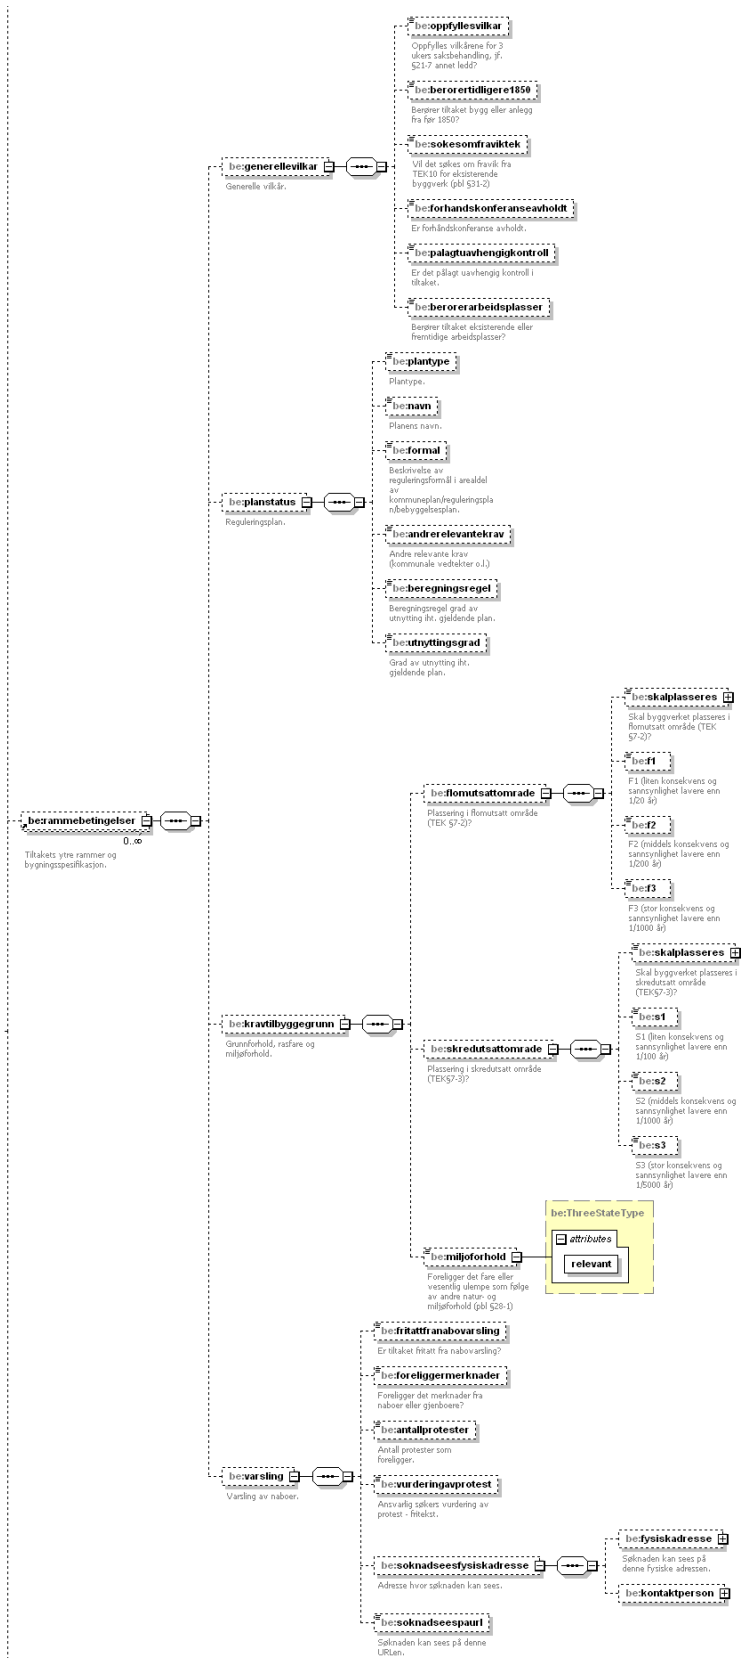 be:oppfyllesvilkar
Oppfylles vilkårene for 3
ukers saksbehandling, jf.
§21-7 annet ledd?
be:berorertidligere1850
Berører tiltaket bygg eller anlegg
fra før 1850?
be:sokesomfraviktek
Vil det søkes om fravik fra
TEK10 for eksisterende
byggverk (pbl §31-2)
be:generellevilkar
Generelle vilkår.
be:forhandskonferanseavholdt
Er forhåndskonferanse avholdt.
be:palagtuavhengigkontroll
Er det pålagt uavhengig kontroll i
tiltaket.
be:berorerarbeidsplasser
Berører tiltaket eksisterende eller
fremtidige arbeidsplasser?
be:plantype
Plantype.
be:navn
Planens navn.
be:formal
Beskrivelse av
reguleringsformål i arealdel
av
kommuneplan/reguleringspla
n/bebyggelsesplan.
be:planstatus
Reguleringsplan.
be:andrerelevantekrav
Andre relevante krav
(kommunale vedtekter o.l.)
be:beregningsregel
Beregningsregel grad av
utnytting iht. gjeldende plan.
be:utnyttingsgrad
Grad av utnytting iht.
gjeldende plan.
be:skalplasseres
Skal byggverket plasseres i
flomutsatt område (TEK
§7-2)?
be:f1
F1 (liten konsekvens og
sannsynlighet lavere enn
1/20 år)
be:flomutsattomrade
Plassering i flomutsatt område
(TEK §7-2)?
be:f2
F2 (middels konsekvens og
sannsynlighet lavere enn
1/200 år)
be:f3
F3 (stor konsekvens og
sannsynlighet lavere enn
1/1000 år)
be:rammebetingelser
0..∞
Tiltakets ytre rammer og
bygningsspesifikasjon.
be:skalplasseres
Skal byggverket plasseres i
skredutsatt område
(TEK§7-3)?
be:s1
S1 (liten konsekvens og
sannsynlighet lavere enn
1/100 år)
be:kravtilbyggegrunn
Grunnforhold, rasfare og
miljøforhold.
be:skredutsattomrade
Plassering i skredutsatt område
(TEK§7-3)?
be:s2
S2 (middels konsekvens og
sannsynlighet lavere enn
1/1000 år)
be:s3
S3 (stor konsekvens og
sannsynlighet lavere enn
1/5000 år)
be:ThreeStateType
attributes
relevant
be:miljoforhold
Foreligger det fare eller
vesentlig ulempe som følge
av andre natur- og
miljøforhold (pbl §28-1)
be:fritattfranabovarsling
Er tiltaket fritatt fra nabovarsling?
be:foreliggermerknader
Foreligger det merknader fra
naboer eller gjenboere?
be:antallprotester
Antall protester som
foreligger.
be:varsling
Varsling av naboer.
be:vurderingavprotest
Ansvarlig søkers vurdering av
protest - fritekst.
be:soknadseesfysiskadresse
Adresse hvor søknaden kan sees.
be:fysiskadresse
Søknaden kan sees på
denne fysiske adressen.
be:kontaktperson
be:soknadseespaurl
Søknaden kan sees på denne
URLen.